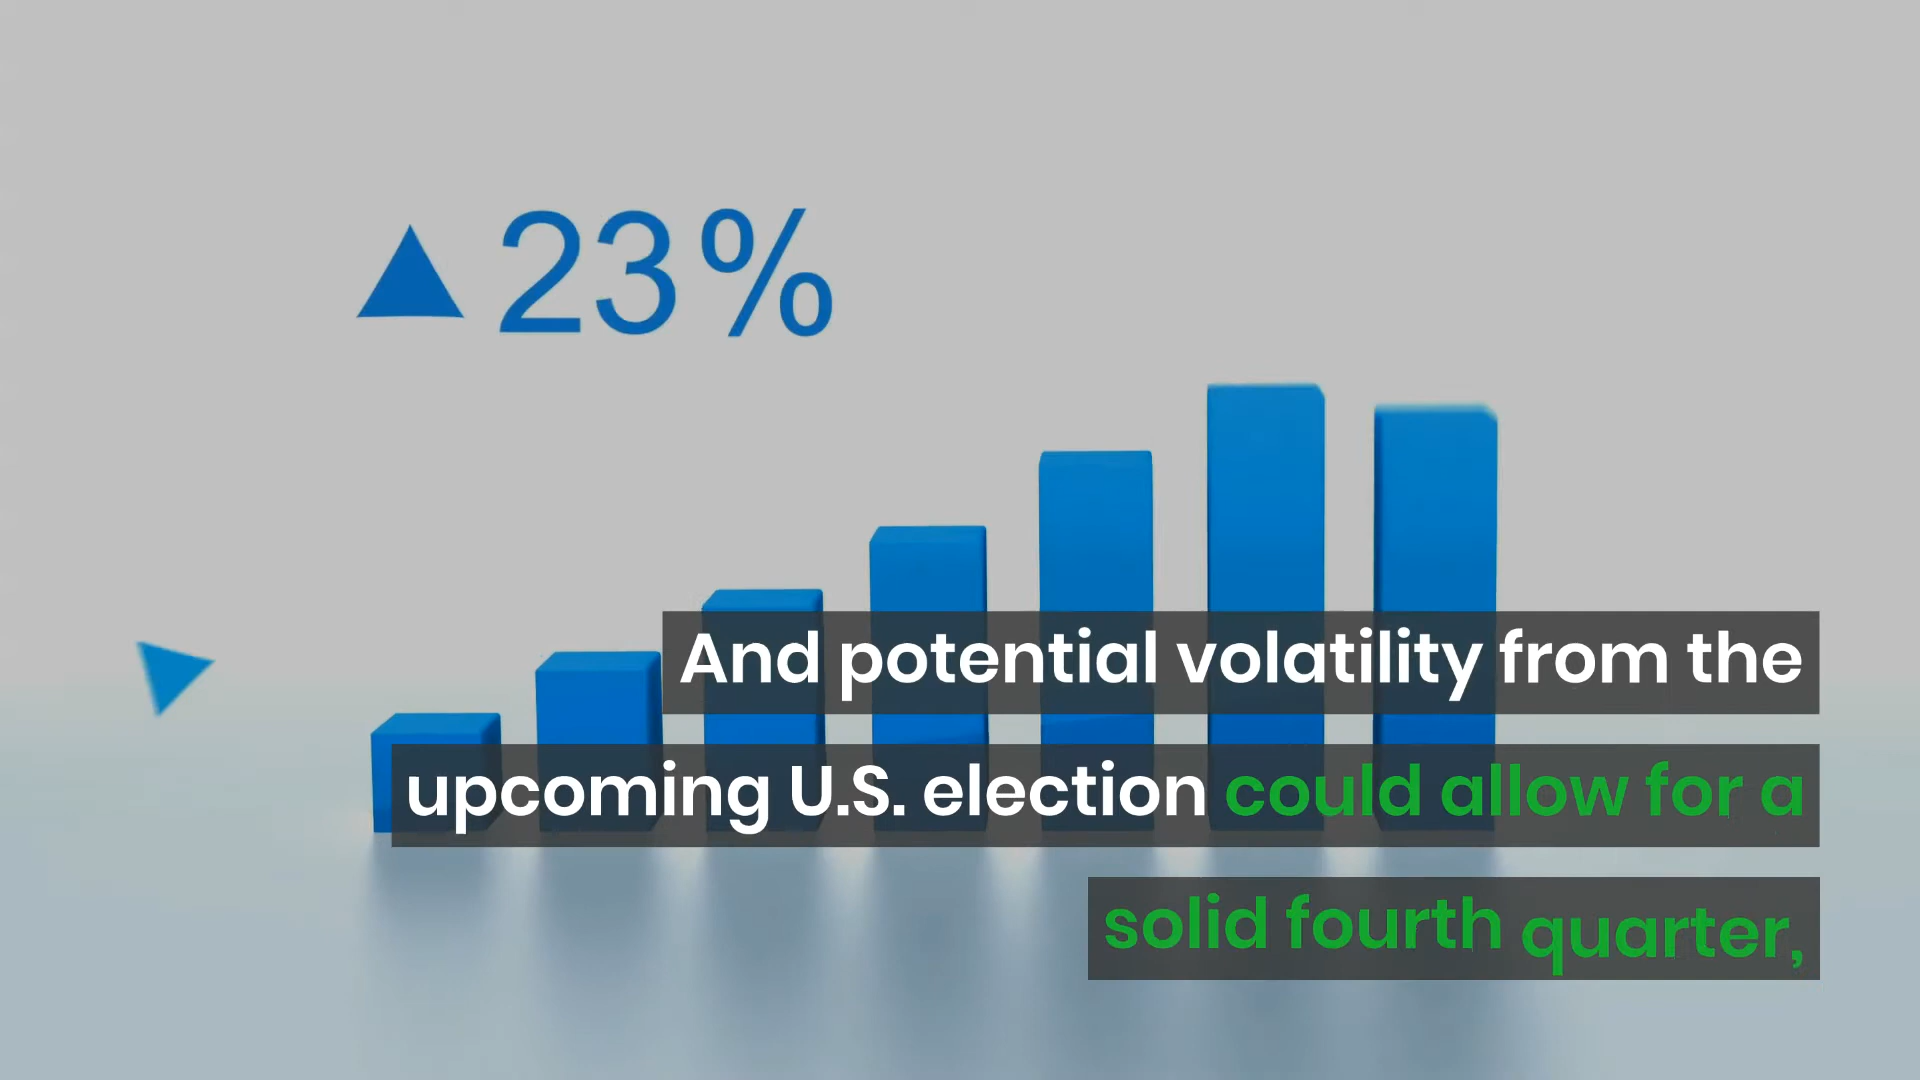 ▲23%
And potential volatility from the
upcoming U.S. election could allow for a
solid fourth quarter,